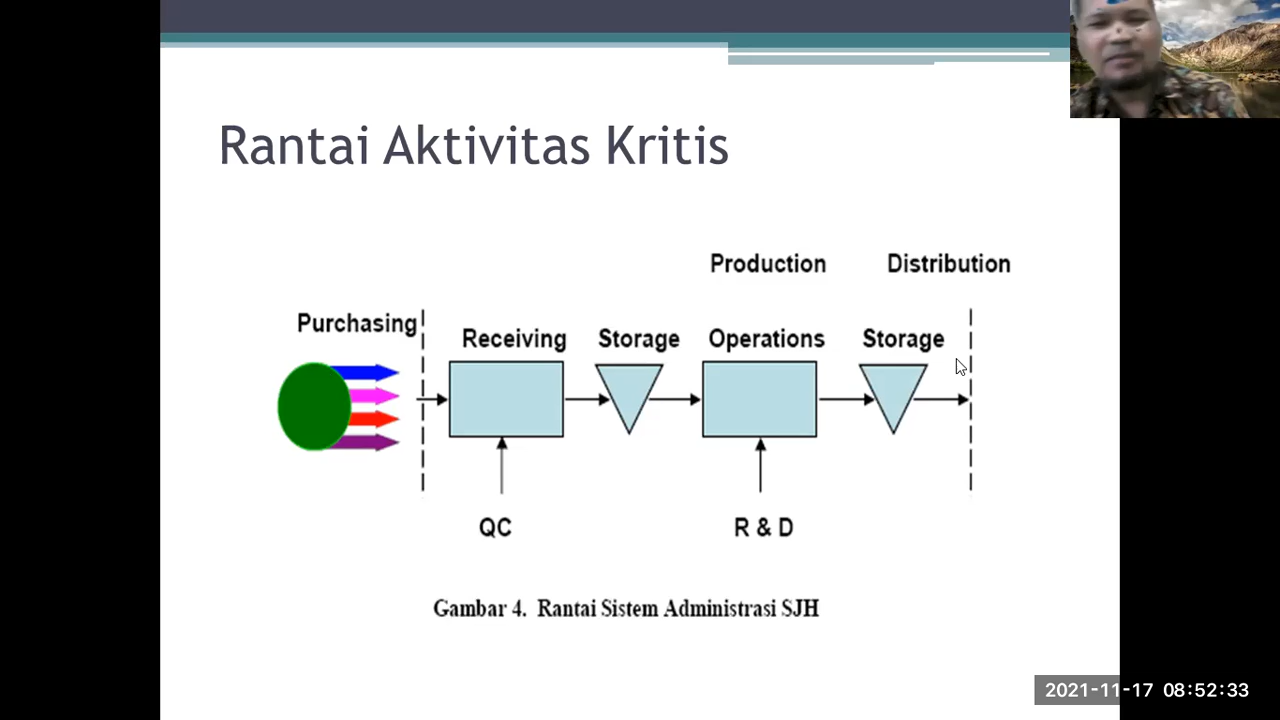 Rantai Aktivitas Kritis
Production Distribution
Purchasing
Receiving Storage Operations Storage
QC R & D
Gambar 4. Rantai Sistem Administrasi SJH
2021-11-17 08:52:33